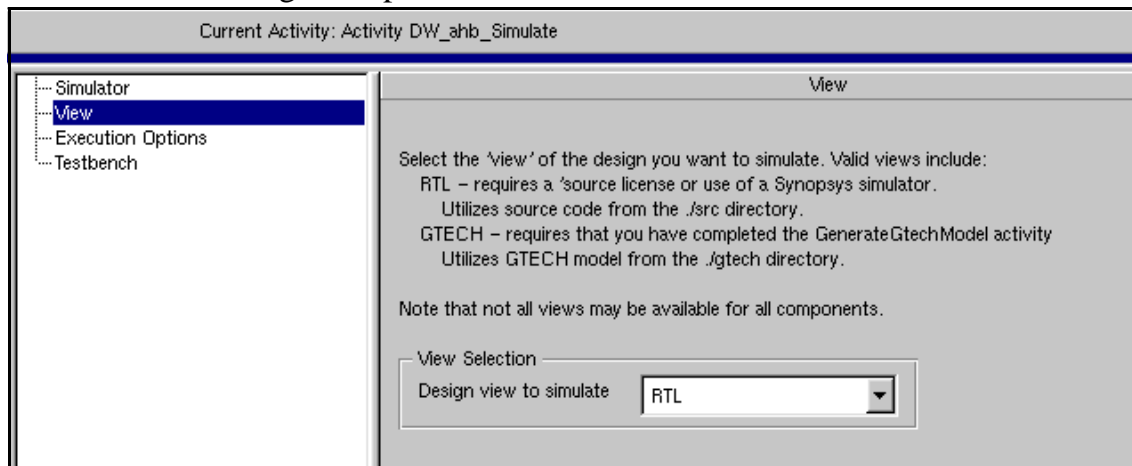 Current Activity: Activity DW_ahb_Simulate
Simulator
View
Execution Options
Testbench
View
Select the 'view' of the design you want to simulate. Valid views include:
RTL – requires a 'source license or use of a Synopsys simulator.
Utilizes source code from the ./src directory.
GTECH – requires that you have completed the GenerateGtechModel activity
Utilizes GTECH model from the ./gtech directory.
Note that not all views may be available for all components.
View Selection
Design view to simulate
RTL